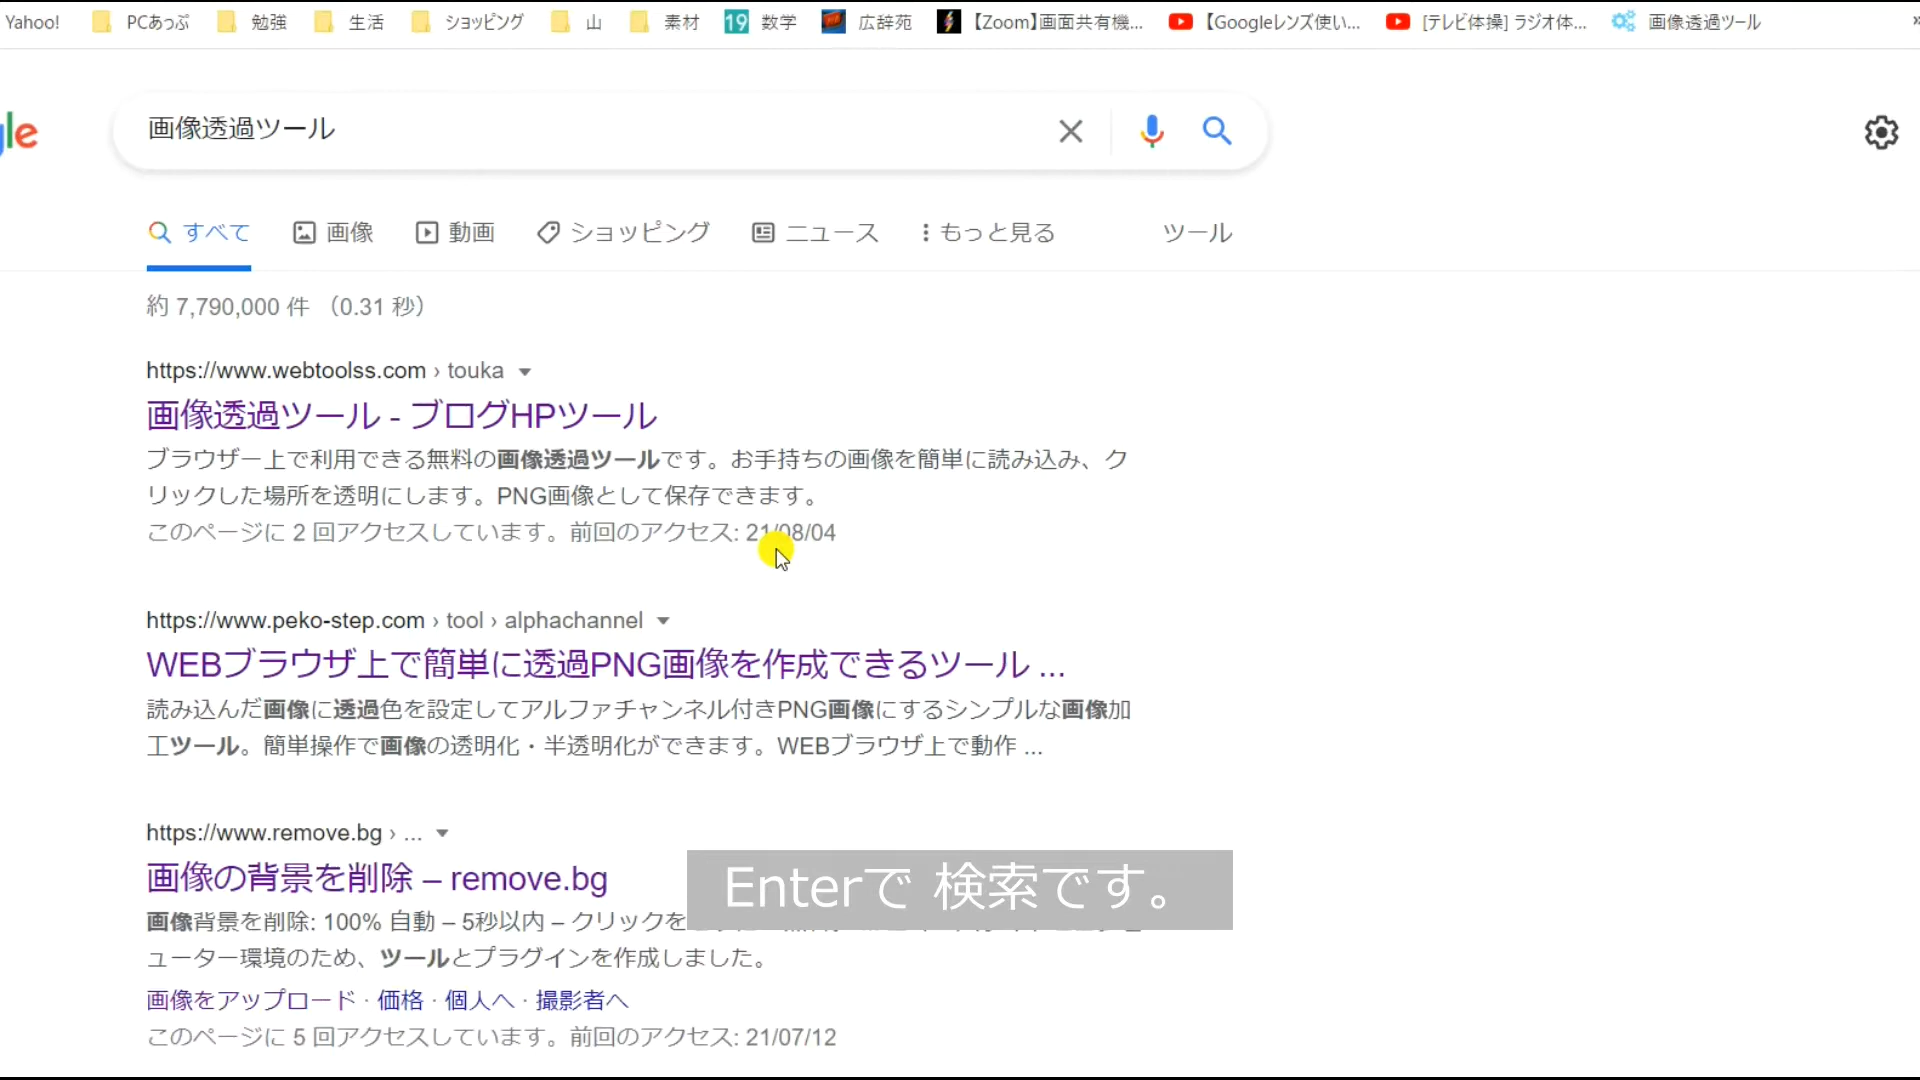 Yahoo! PCあっぷ 勉強 生活 ショッピング 山 素材 19 数学 広辞苑 【Zoom】画面共有機... 【Googleレンズ使い... [テレビ体操] ラジオ体... 画像透過ツール »
gle 画像透過ツール
すべて 画像 動画 ショッピング ニュース もっと見る ツール
約 7,790,000 件 （0.31 秒）
https://www.webtoolss.com › touka
画像透過ツール - ブログHPツール
ブラウザー上で利用できる無料の画像透過ツールです。お手持ちの画像を簡単に読み込み、ク
リックした場所を透明にします。PNG画像として保存できます。
このページに 2 回アクセスしています。前回のアクセス: 21/08/04
https://www.peko-step.com › tool › alphachannel
WEBブラウザ上で簡単に透過PNG画像を作成できるツール ...
読み込んだ画像に透過色を設定してアルファチャンネル付きPNG画像にするシンプルな画像加
工ツール。簡単操作で画像の透明化・半透明化ができます。WEBブラウザ上で動作 ...
https://www.remove.bg › ...
画像の背景を削除 – remove.bg
Enterで 検索です。
画像背景を削除: 100% 自動 – 5秒以内 – クリックを
ューター環境のため、ツールとプラグインを作成しました。
画像をアップロード · 価格 · 個人へ · 撮影者へ
このページに 5 回アクセスしています。前回のアクセス: 21/07/12